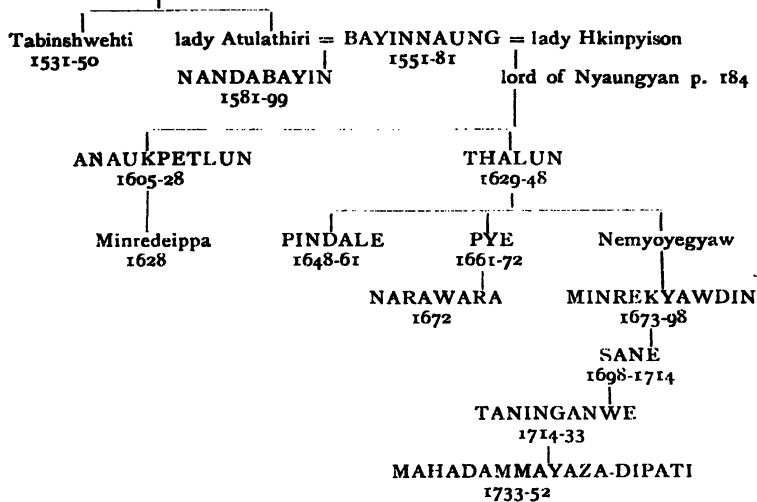 Tabinshwehti lady Atulathiri = BAYINNAUNG = lady Hkinpyison
1531-50 1551-81
NANDABAYIN lord of Nyaungyan p. 184
1581-99
ANAUKPETLUN THALUN
1605-28 1629-48
Minredeippa PINDALE PYE Nemyoyegyaw
1628 1648-61 1661-72
NARAWARA MINREKYAWDIN
1672 1673-98
SANE
1698-1714
TANINGANWE
1714-33
MAHADAMMAYAZA-DIPATI
1733-52